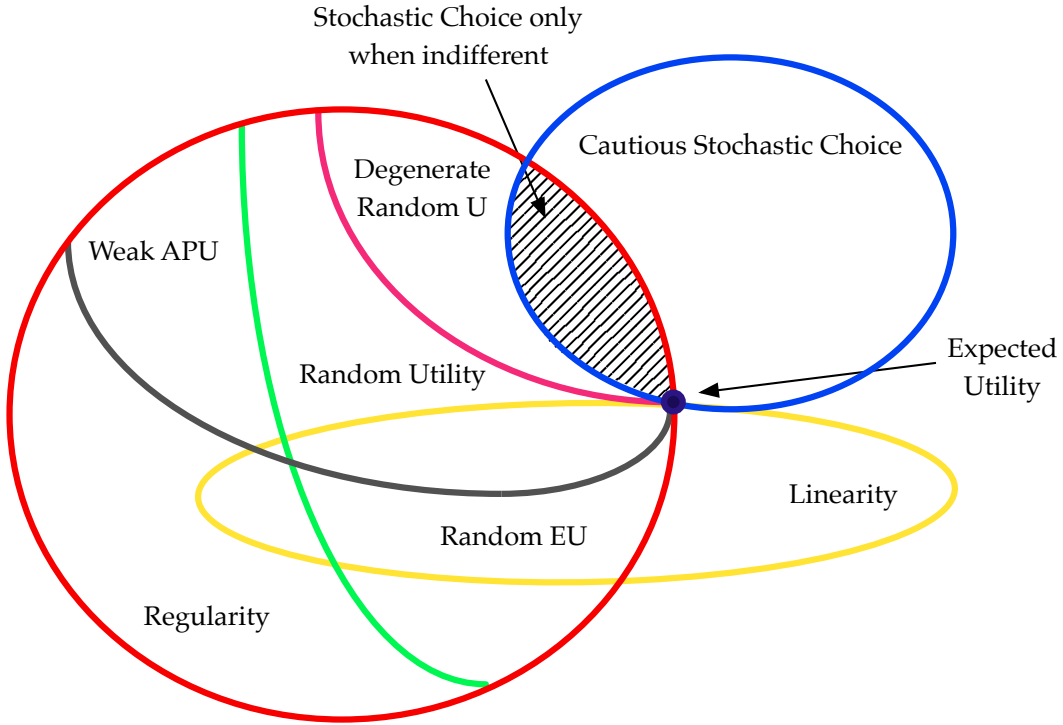 Stochastic Choice only
when indifferent
Cautious Stochastic Choice
Degenerate
Random U
Weak APU
Expected
Utility
Random Utility
Linearity
Random EU
Regularity